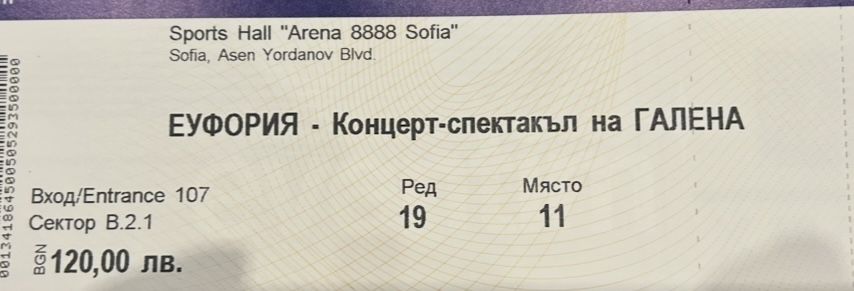 Sports Hall "Arena 8888 Sofia"
Sofia, Asen Yordanov Blvd.
ЕУФОРИЯ - Концерт-спектакъл на ГАЛЕНА
Вход/Entrance 107
Ред
Място
Сектор B.2.1
19
11
BGN 120,00 лв.